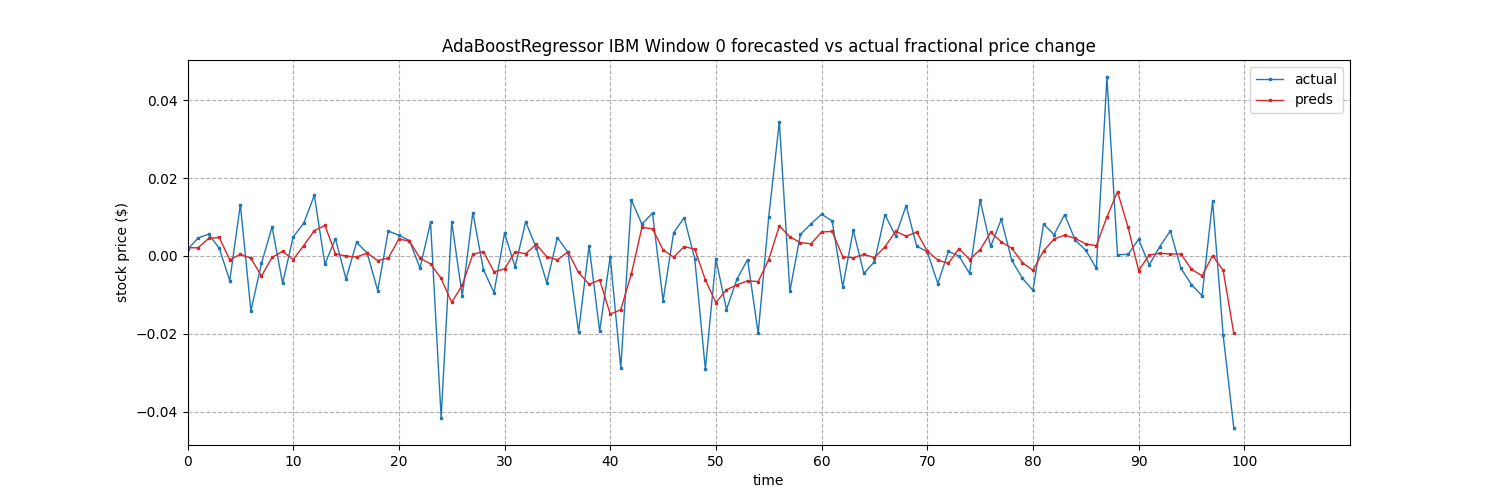 AdaBoostRegressor IBM Window 0 forecasted vs actual fractional price change
actual
preds
stock price ($)
0.04
0.02
0.00
−0.02
−0.04
0 10 20 30 40 50 60 70 80 90 100
time